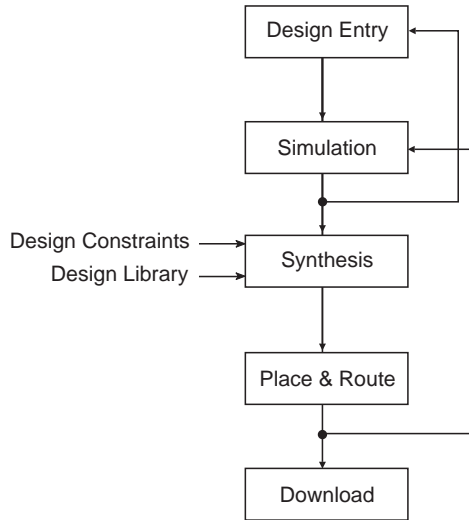 Design Entry
Simulation
Design Constraints
Design Library
Synthesis
Place & Route
Download